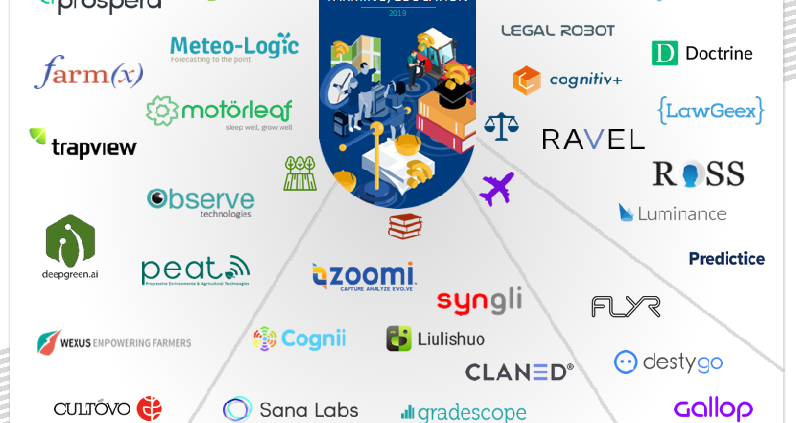 prospera
2019
LEGAL ROBOT
Meteo-Logic
Forecasting to the point
Doctrine
farm(x)
cognitiv+
motörleaf
sleep well, grow well
{LawGeex}
trapview
RAVEL
ROSS
Observe
technologies
Luminance
deepgreen.ai
peat
Progressive Environmental & Agricultural Technologies
Predictice
zoomi
CAPTURE ANALYZE EVOLVE
syngli
FLYR
WEXUS EMPOWERING FARMERS
Cognii
Liulishuo
destygo
CLANED®
CULTÓVO
Sana Labs
gradescope
Gallop